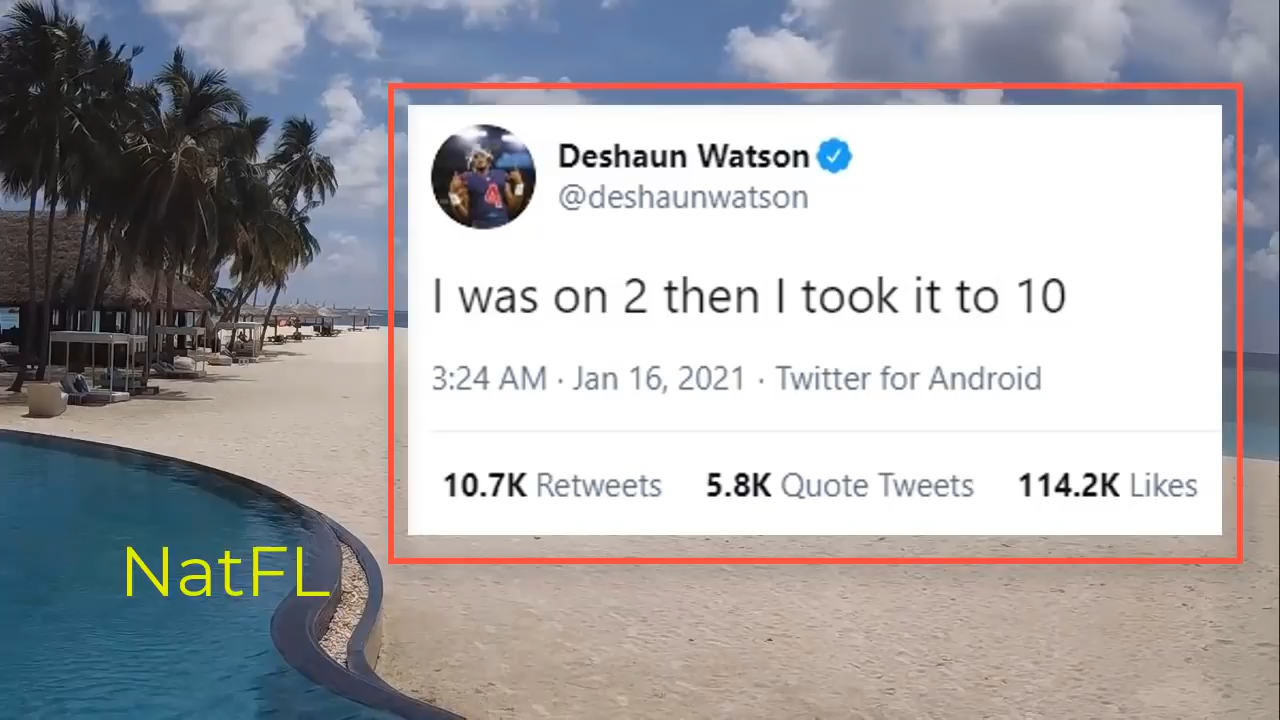 Deshaun Watson
@deshaunwatson
I was on 2 then I took it to 10
3:24 AM · Jan 16, 2021 · Twitter for Android
10.7K Retweets 5.8K Quote Tweets 114.2K Likes
NatFL